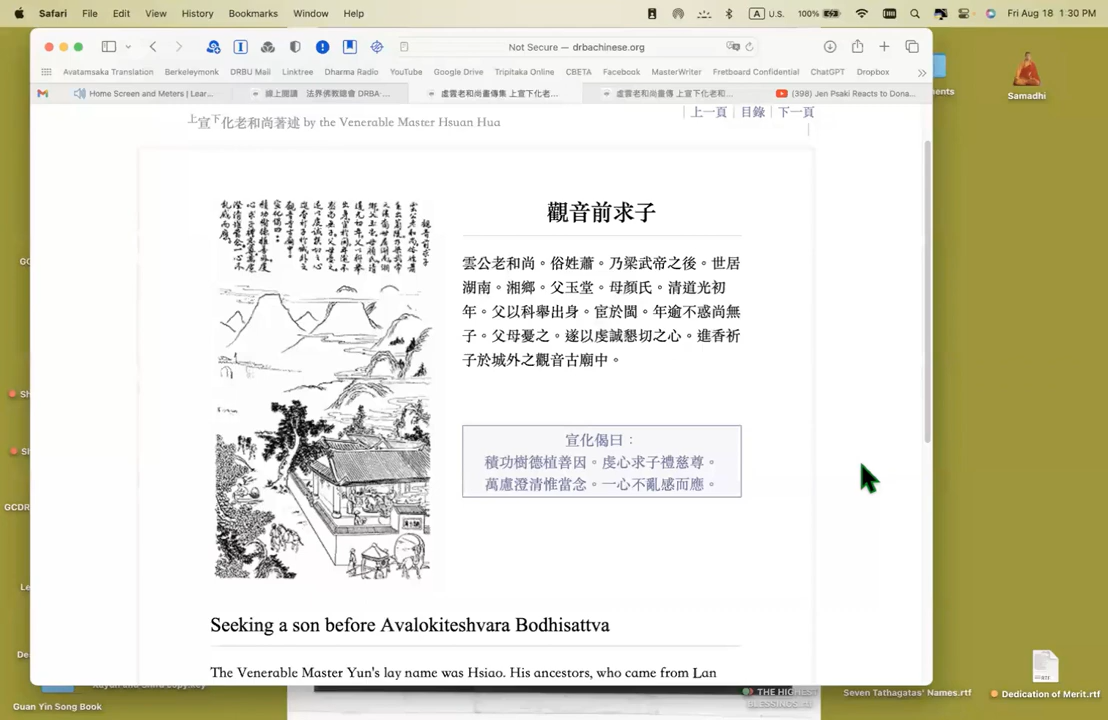 Safari File Edit View History Bookmarks Window Help
A U.S. 100% Fri Aug 18 1:30 PM
Not Secure — drbachinese.org
Avatamsaka Translation Berkeleymonk DRBU Mail Linktree Dharma Radio YouTube Google Drive Tripitaka Online CBETA Facebook MasterWriter Fretboard Confidential ChatGPT Dropbox
Home Screen and Meters | Lear... 線上閱讀 法界佛教總會 DRBA... 虛雲老和尚畫傳集 上宣下化老和... 虛雲老和尚畫傳 上宣下化老和... (398) Jen Psaki Reacts to Dona...
上宣下化老和尚著述 by the Venerable Master Hsuan Hua
上一頁 | 目錄 | 下一頁
觀音前求子
雲公老和尚。俗姓蕭。乃梁武帝之後。世居
湖南。湘鄉。父玉堂。母顏氏。清道光初
年。父以科舉出身。宦於閩。年逾不惑尚無
子。父母憂之。遂以虔誠懇切之心。進香祈
子於城外之觀音古廟中。
宣化偈曰：
積功樹德植善因。虔心求子禮慈尊。
萬慮澄清惟當念。一心不亂感而應。
Seeking a son before Avalokiteshvara Bodhisattva
The Venerable Master Yun's lay name was Hsiao. His ancestors, who came from Lan
Samadhi
ents
GC
Sh
Sh
GCDR
Le
De
Guan Yin Song Book
THE HIGHEST
BLESSINGS.rtf
Seven Tathagatas' Names.rtf
RTF
Dedication of Merit.rtf